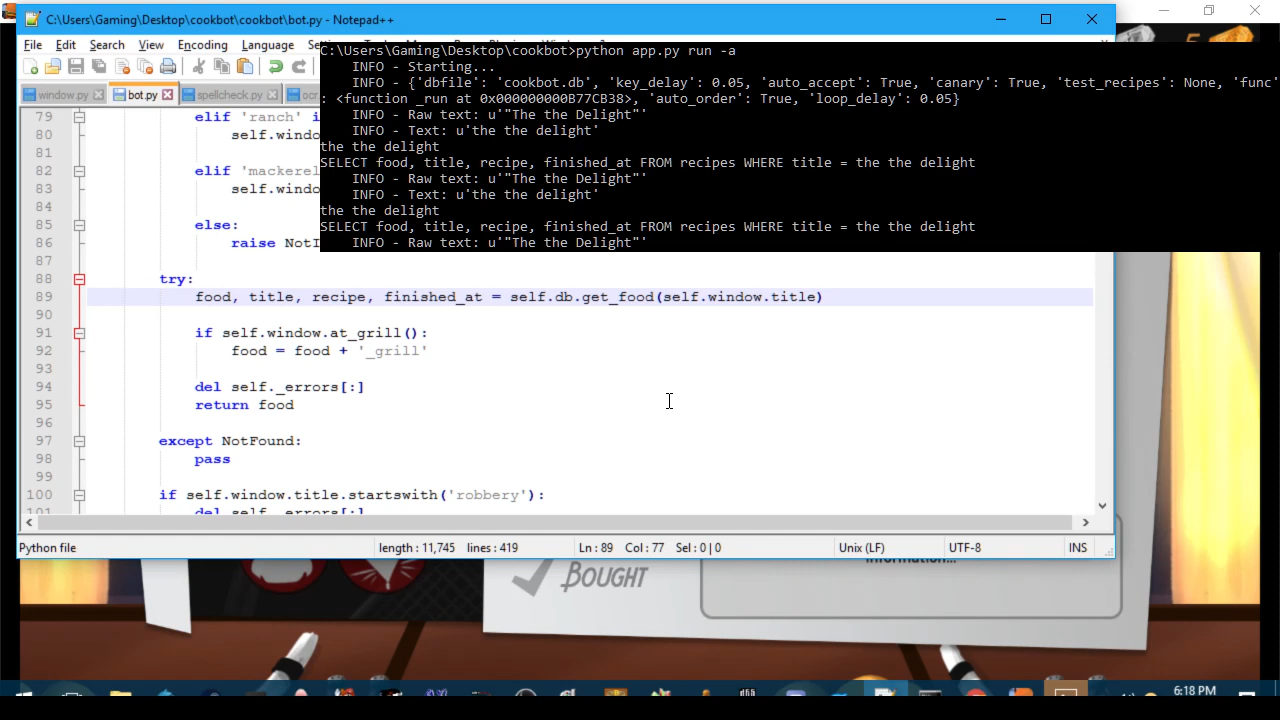 C:\Users\Gaming\Desktop\cookbot\cookbot\bot.py - Notepad++
File Edit Search View Encoding Language
C:\Users\Gaming\Desktop\cookbot>python app.py run -a
INFO - Starting...
INFO - {'dbfile': 'cookbot.db', 'key_delay': 0.05, 'auto_accept': True, 'canary': True, 'test_recipes': None, 'func'
: <function _run at 0x000000000B77CB38>, 'auto_order': True, 'loop_delay': 0.05}
INFO - Raw text: u'"The the Delight"'
INFO - Text: u'the the delight'
the the delight
SELECT food, title, recipe, finished_at FROM recipes WHERE title = the the delight
INFO - Raw text: u'"The the Delight"'
INFO - Text: u'the the delight'
the the delight
SELECT food, title, recipe, finished_at FROM recipes WHERE title = the the delight
INFO - Raw text: u'"The the Delight"'
window.py bot.py spellcheck.py ocr.
79 elif 'ranch' i
80 self.windo
81
82 elif 'mackerel
83 self.windo
84
85 else:
86 raise NotI
87
88 try:
89 food, title, recipe, finished_at = self.db.get_food(self.window.title)
90
91 if self.window.at_grill():
92 food = food + '_grill'
93
94 del self._errors[:]
95 return food
96
97 except NotFound:
98 pass
99
100 if self.window.title.startswith('robbery'):
101 del self._errors[:]
Python file length : 11,745 lines : 419 Ln : 89 Col : 77 Sel : 0 | 0 Unix (LF) UTF-8 INS
information...
BOUGHT
6:18 PM